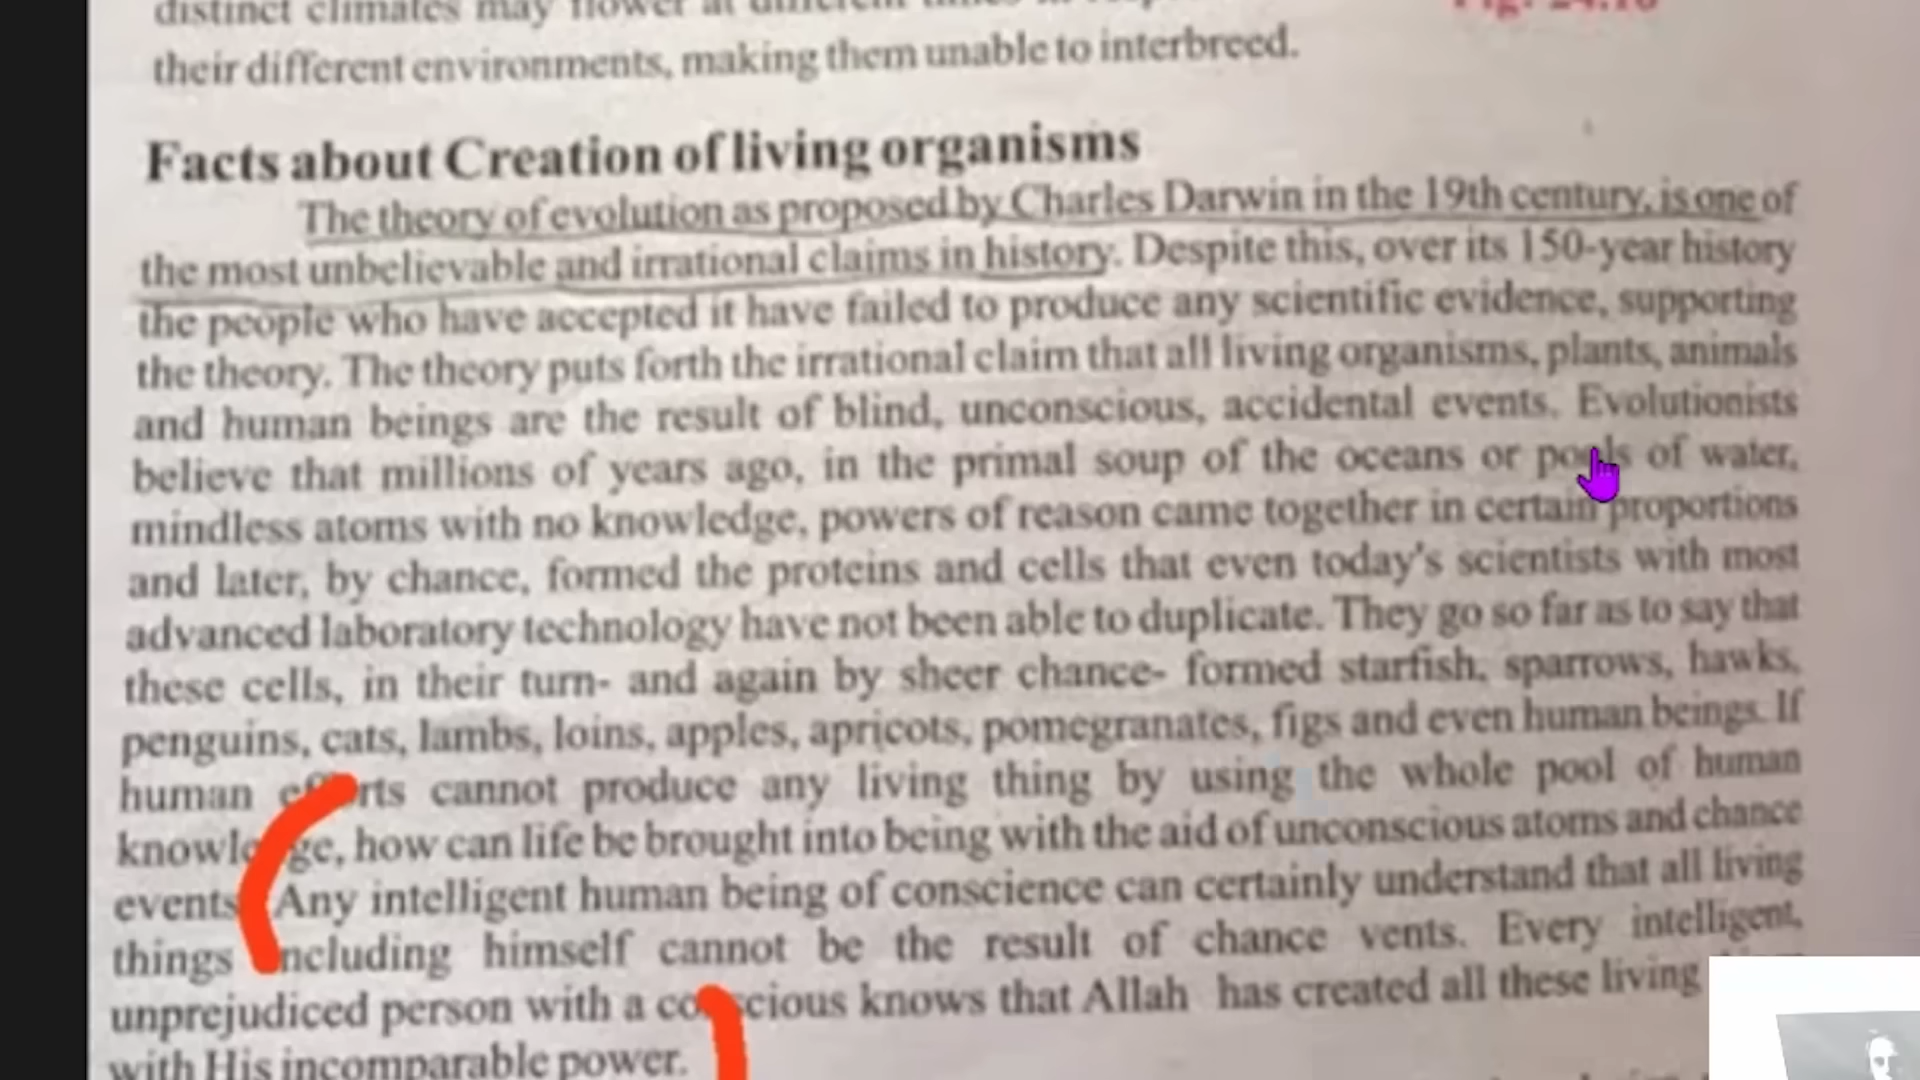 distinct climates may flower at different times in
their different environments, making them unable to interbreed.
Fig. 24.16
Facts about Creation of living organisms
The theory of evolution as proposed by Charles Darwin in the 19th century, is one of
the most unbelievable and irrational claims in history. Despite this, over its 150-year history
the people who have accepted it have failed to produce any scientific evidence, supporting
the theory. The theory puts forth the irrational claim that all living organisms, plants, animals
and human beings are the result of blind, unconscious, accidental events. Evolutionists
believe that millions of years ago, in the primal soup of the oceans or pools of water,
mindless atoms with no knowledge, powers of reason came together in certain proportions
and later, by chance, formed the proteins and cells that even today's scientists with most
advanced laboratory technology have not been able to duplicate. They go so far as to say that
these cells, in their turn- and again by sheer chance- formed starfish, sparrows, hawks,
penguins, cats, lambs, loins, apples, apricots, pomegranates, figs and even human beings. If
human efforts cannot produce any living thing by using the whole pool of human
knowledge, how can life be brought into being with the aid of unconscious atoms and chance
events. Any intelligent human being of conscience can certainly understand that all living
things including himself cannot be the result of chance vents. Every intelligent,
unprejudiced person with a conscious knows that Allah has created all these living
with His incomparable power.